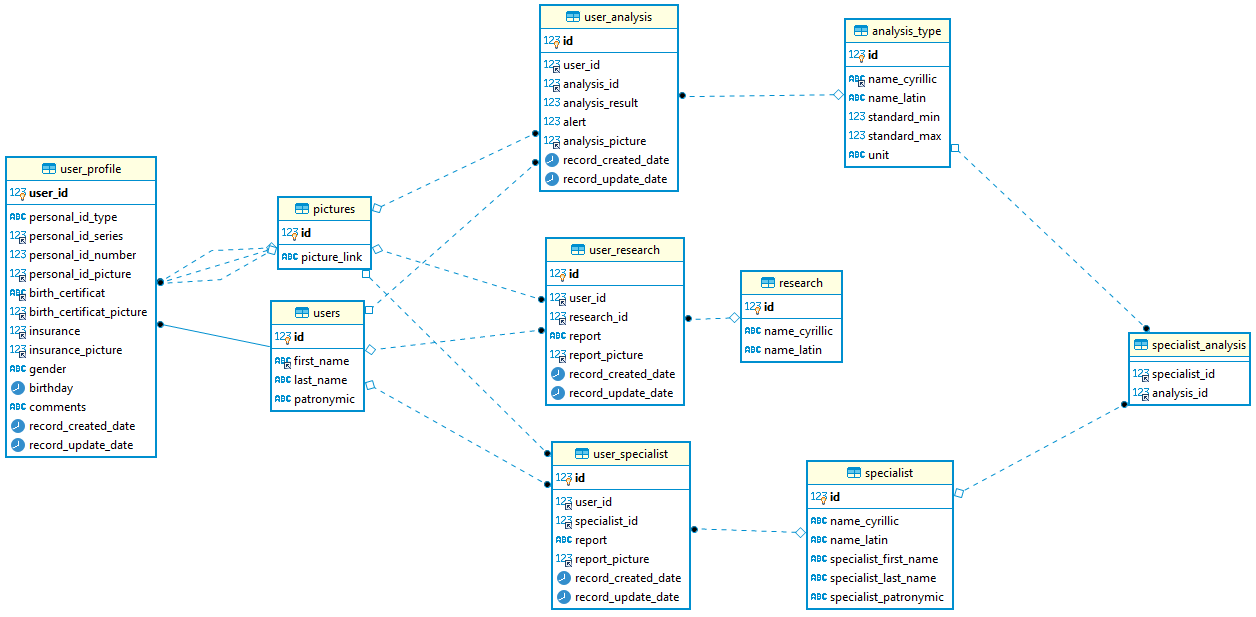 user_profile
123 user_id
ABC personal_id_type
123 personal_id_series
123 personal_id_number
123 personal_id_picture
ABC birth_certificat
123 birth_certificat_picture
123 insurance
123 insurance_picture
ABC gender
birthday
ABC comments
record_created_date
record_update_date
pictures
123 id
ABC picture_link
users
123 id
ABC first_name
ABC last_name
ABC patronymic
user_analysis
123 id
123 user_id
123 analysis_id
123 analysis_result
123 alert
123 analysis_picture
record_created_date
record_update_date
user_research
123 id
123 user_id
123 research_id
ABC report
123 report_picture
record_created_date
record_update_date
user_specialist
123 id
123 user_id
123 specialist_id
ABC report
123 report_picture
record_created_date
record_update_date
analysis_type
123 id
ABC name_cyrillic
ABC name_latin
123 standard_min
123 standard_max
ABC unit
research
123 id
ABC name_cyrillic
ABC name_latin
specialist
123 id
ABC name_cyrillic
ABC name_latin
ABC specialist_first_name
ABC specialist_last_name
ABC specialist_patronymic
specialist_analysis
123 specialist_id
123 analysis_id